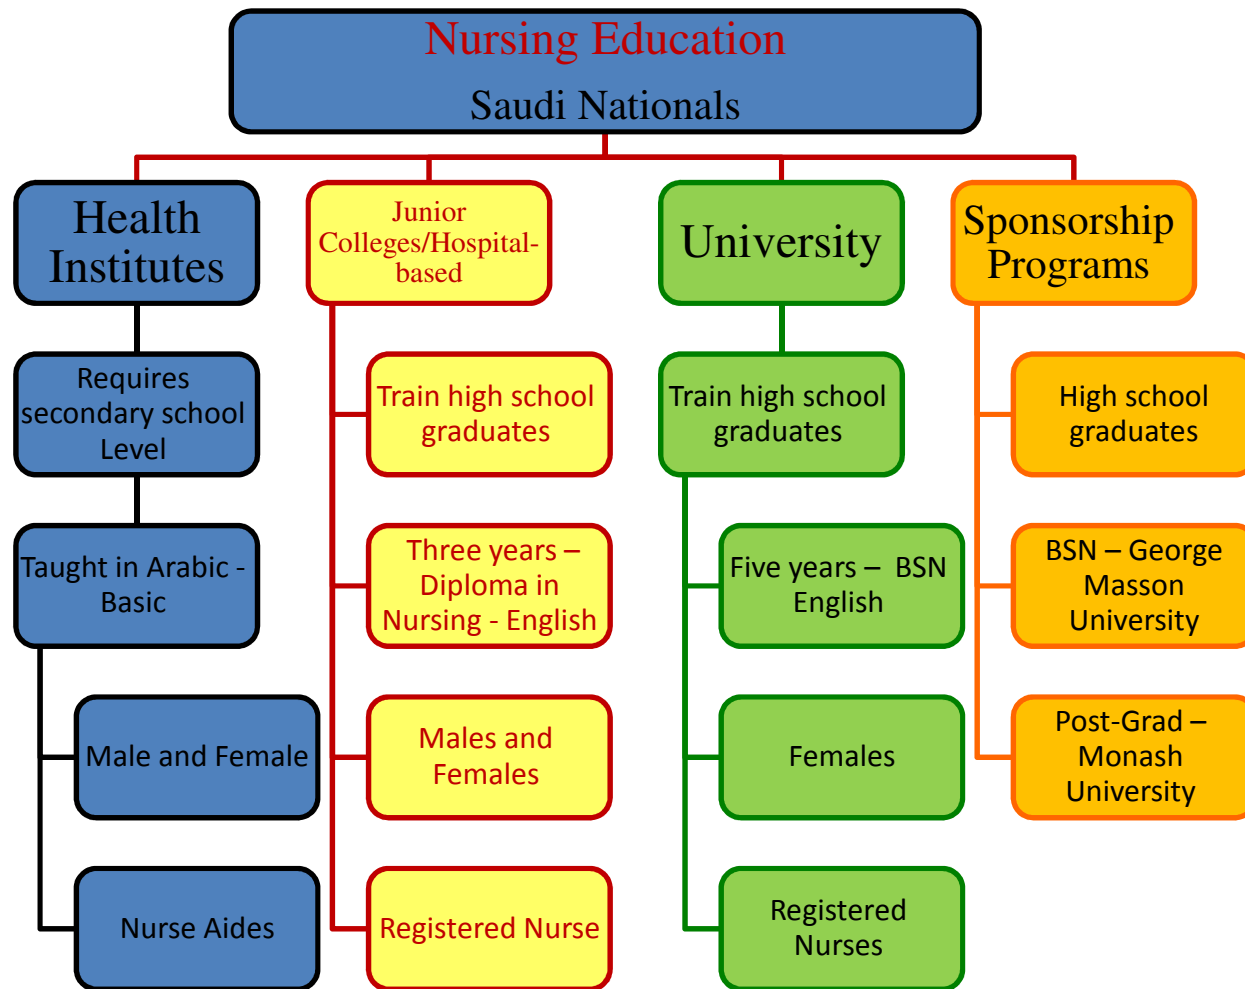 Nursing Education
Saudi Nationals
Health
Institutes
Requires
secondary school
Level
Taught in Arabic -
Basic
Male and Female
Nurse Aides
Junior
Colleges/Hospital-
based
Train high school
graduates
Three years –
Diploma in
Nursing - English
Males and
Females
Registered Nurse
University
Train high school
graduates
Five years – BSN
English
Females
Registered
Nurses
Sponsorship
Programs
High school
graduates
BSN – George
Masson
University
Post-Grad –
Monash
University